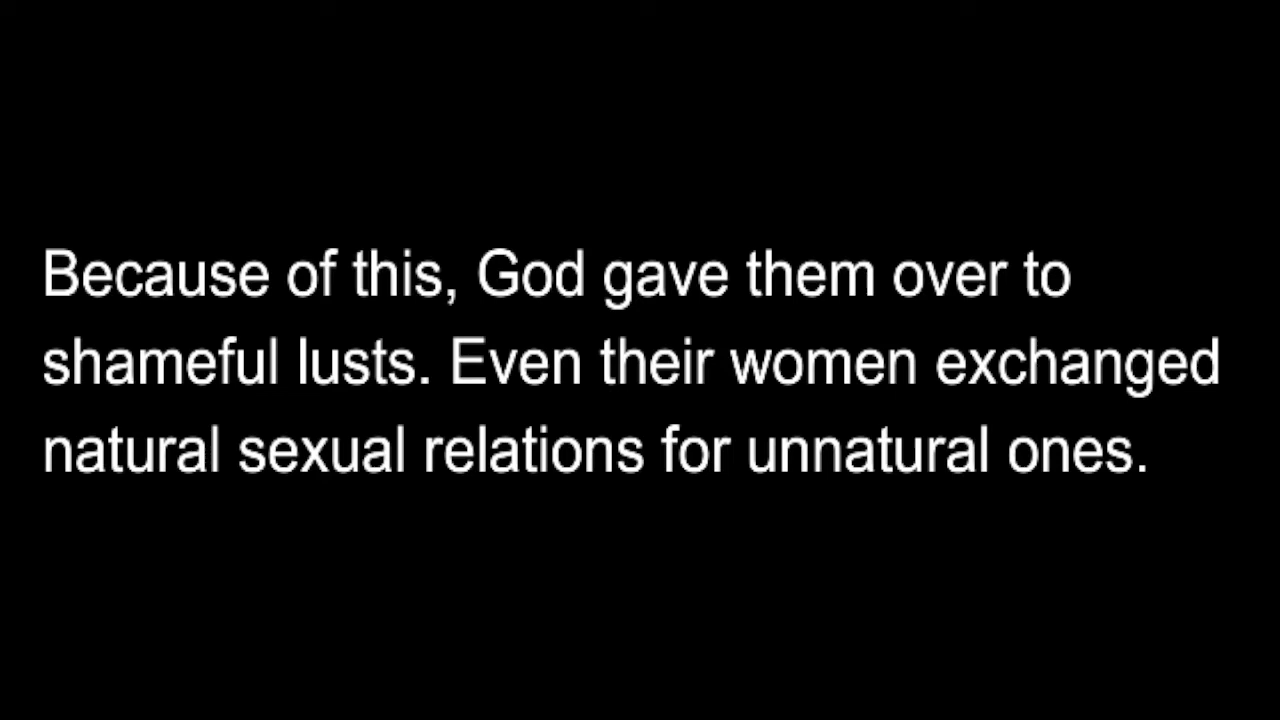 Because of this, God gave them over to
shameful lusts. Even their women exchanged
natural sexual relations for unnatural ones.